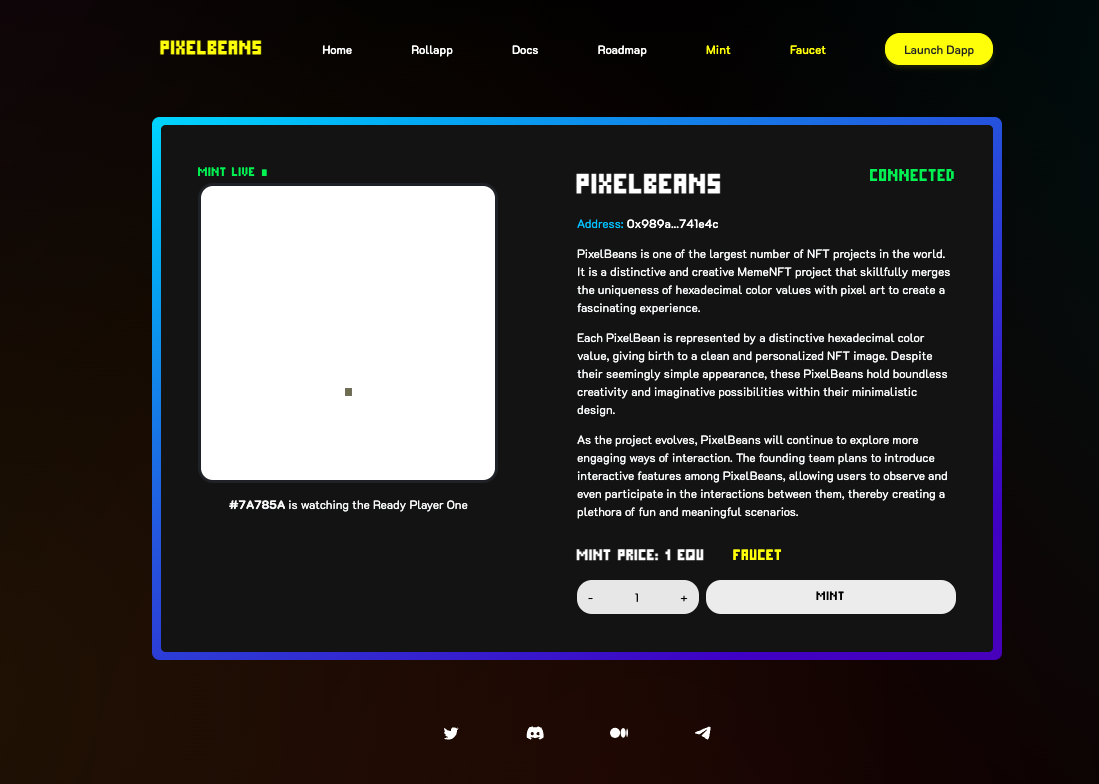 PIXELBEANS
Home
Rollapp
Docs
Roadmap
Mint
Faucet
Launch Dapp
MINT LIVE
#7A785A is watching the Ready Player One
PIXELBEANS
CONNECTED
Address: 0x989a...741e4c
PixelBeans is one of the largest number of NFT projects in the world.
It is a distinctive and creative MemeNFT project that skillfully merges
the uniqueness of hexadecimal color values with pixel art to create a
fascinating experience.
Each PixelBean is represented by a distinctive hexadecimal color
value, giving birth to a clean and personalized NFT image. Despite
their seemingly simple appearance, these PixelBeans hold boundless
creativity and imaginative possibilities within their minimalistic
design.
As the project evolves, PixelBeans will continue to explore more
engaging ways of interaction. The founding team plans to introduce
interactive features among PixelBeans, allowing users to observe and
even participate in the interactions between them, thereby creating a
plethora of fun and meaningful scenarios.
MINT PRICE: 1 EQU
FAUCET
- 1 +
MINT